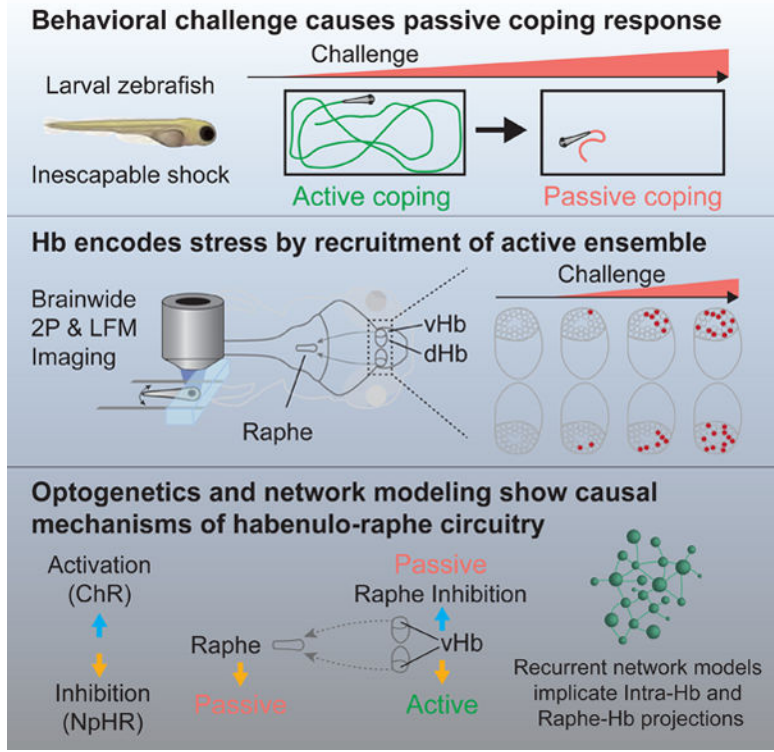 Behavioral challenge causes passive coping response
Challenge
Larval zebrafish
Inescapable shock
Active coping
Passive coping
Hb encodes stress by recruitment of active ensemble
Brainwide
2P & LFM
Imaging
vHb
dHb
Raphe
Challenge
Optogenetics and network modeling show causal
mechanisms of habenulo-raphe circuitry
Activation
(ChR)
Inhibition
(NpHR)
Passive
Raphe Inhibition
Raphe
vHb
Passive
Active
Recurrent network models
implicate Intra-Hb and
Raphe-Hb projections